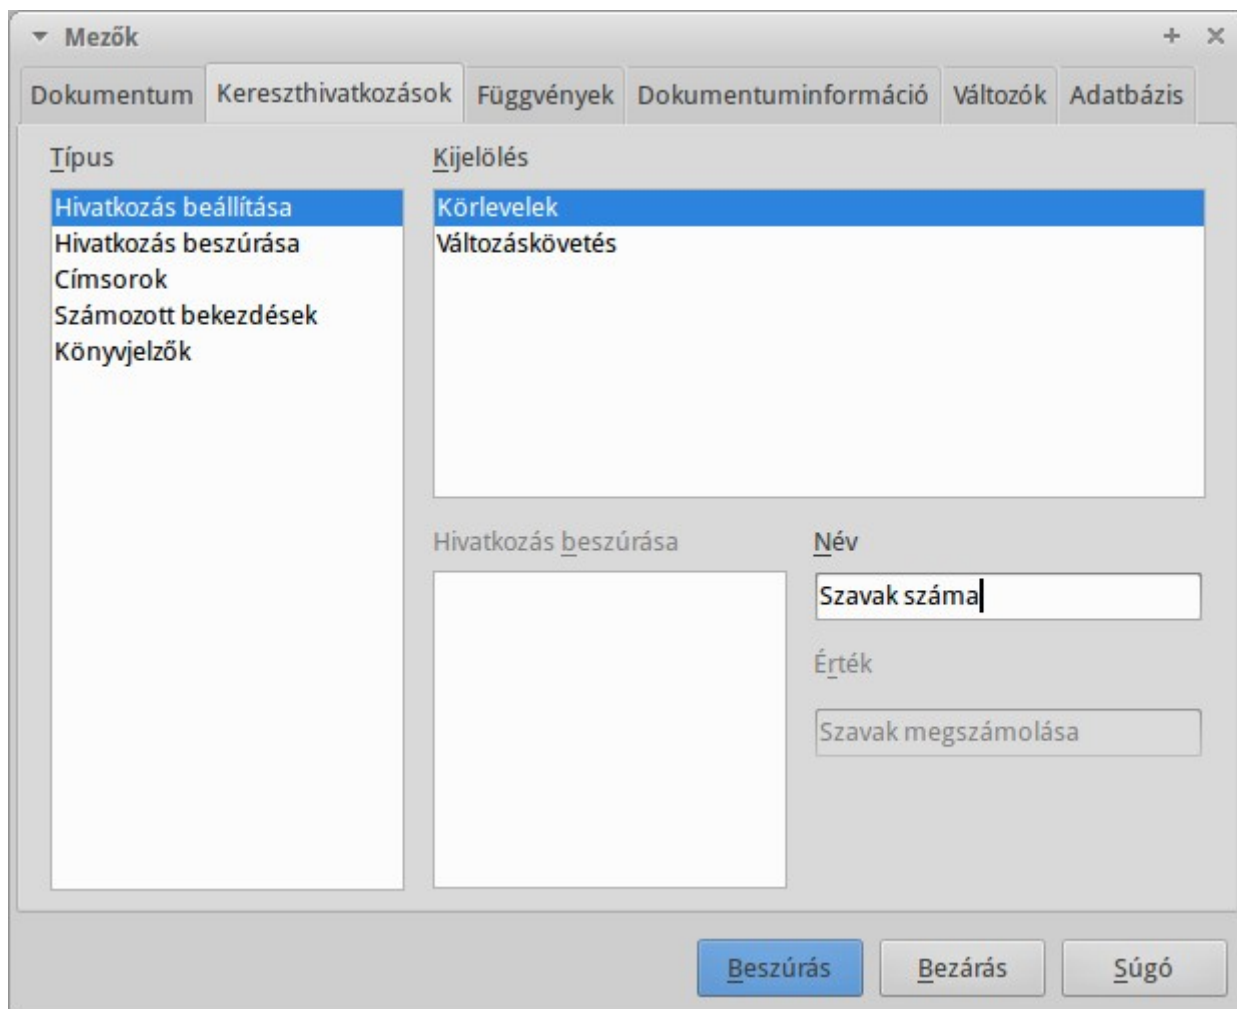 Mezők
Dokumentum Kereszthivatkozások Függvények Dokumentuminformáció Változók Adatbázis
Típus
Hivatkozás beállítása
Hivatkozás beszúrása
Címsorok
Számozott bekezdések
Könyvjelzők
Kijelölés
Körlevelek
Változáskövetés
Hivatkozás beszúrása
Név
Szavak száma
Érték
Szavak megszámolása
Beszúrás Bezárás Súgó